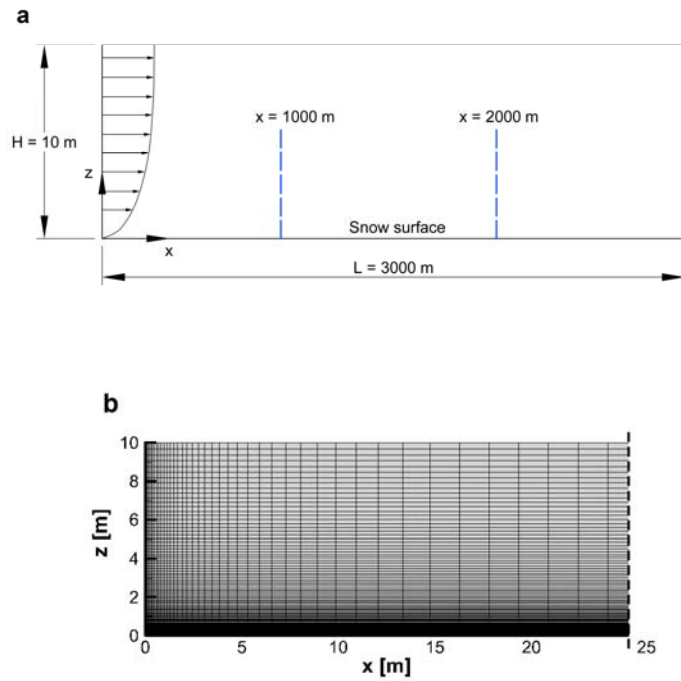 a
x = 1000 m
x = 2000 m
H = 10 m
z
Snow surface
x
L = 3000 m
b
10
8
6
4
2
0
z [m]
0
5
10
15
20
25
x [m]